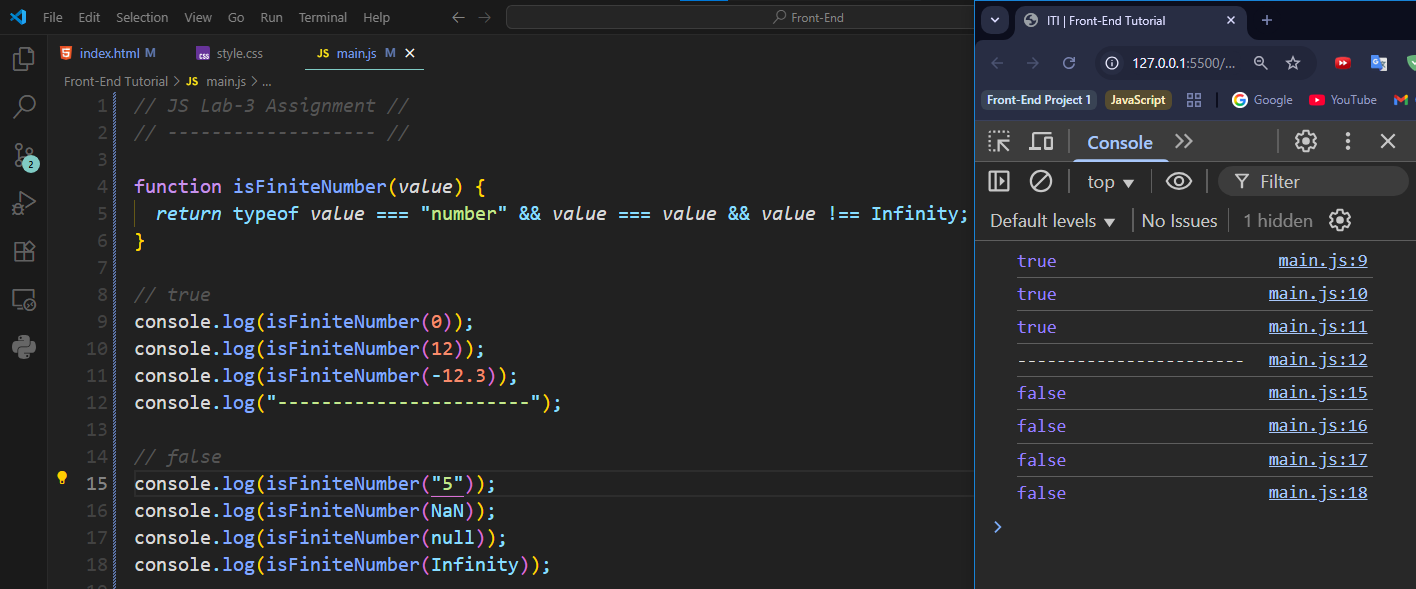 File Edit Selection View Go Run Terminal Help
Front-End
index.html M
style.css
JS main.js M
Front-End Tutorial > JS main.js > ...
1 // JS Lab-3 Assignment //
2 // ------------------- //
3
4 function isFiniteNumber(value) {
5 return typeof value === "number" && value === value && value !== Infinity;
6 }
7
8 // true
9 console.log(isFiniteNumber(0));
10 console.log(isFiniteNumber(12));
11 console.log(isFiniteNumber(-12.3));
12 console.log("-----------------------");
13
14 // false
15 console.log(isFiniteNumber("5"));
16 console.log(isFiniteNumber(NaN));
17 console.log(isFiniteNumber(null));
18 console.log(isFiniteNumber(Infinity));
2
ITI | Front-End Tutorial
127.0.0.1:5500/...
Front-End Project 1 JavaScript Google YouTube
Console
top Filter
Default levels No Issues 1 hidden
true main.js:9
true main.js:10
true main.js:11
----------------------- main.js:12
false main.js:15
false main.js:16
false main.js:17
false main.js:18